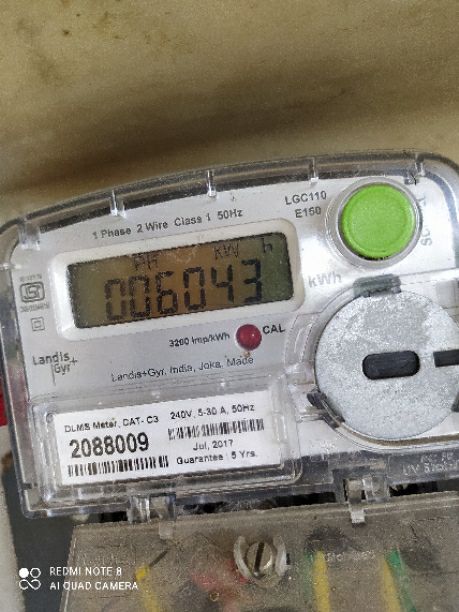 LGC110
E150
1 Phase 2 Wire Class 1 50Hz
PH KW h
006043
kWh
3200 imp/kWh CAL
Landis
Gyr+
Landis+Gyr, India, Joka, Made
DLMS Meter, CAT- C3 240V, 5-30 A, 50Hz
2088009
Jul, 2017
Guarantee : 5 Yrs.
REDMI NOTE 8
AI QUAD CAMERA